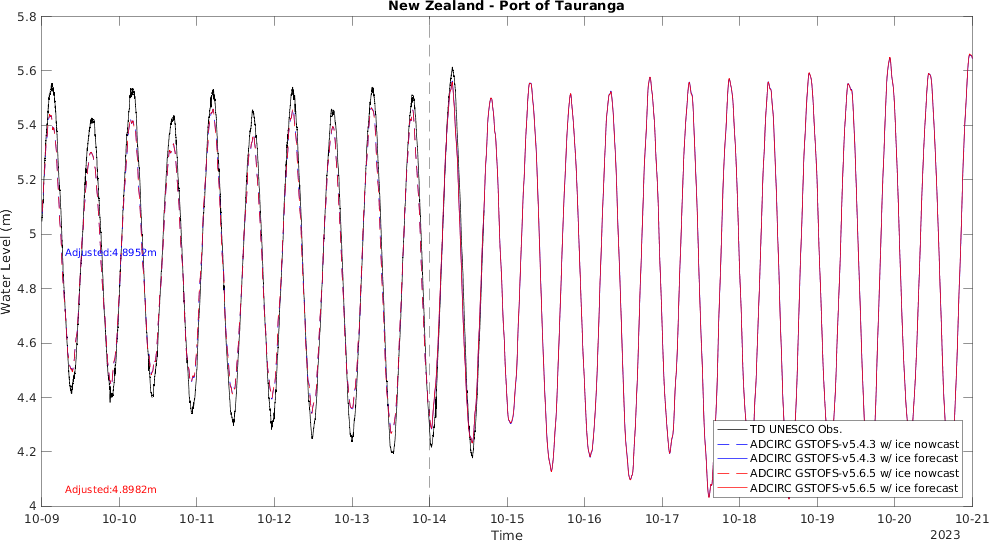 New Zealand - Port of Tauranga
5.8
5.6
5.4
5.2
5
4.8
4.6
4.4
4.2
4
Water Level (m)
Adjusted:4.8952m
Adjusted:4.8982m
TD UNESCO Obs.
ADCIRC GSTOFS-v5.4.3 w/ ice nowcast
ADCIRC GSTOFS-v5.4.3 w/ ice forecast
ADCIRC GSTOFS-v5.6.5 w/ ice nowcast
ADCIRC GSTOFS-v5.6.5 w/ ice forecast
10-09 10-10 10-11 10-12 10-13 10-14 10-15 10-16 10-17 10-18 10-19 10-20 10-21
Time
2023